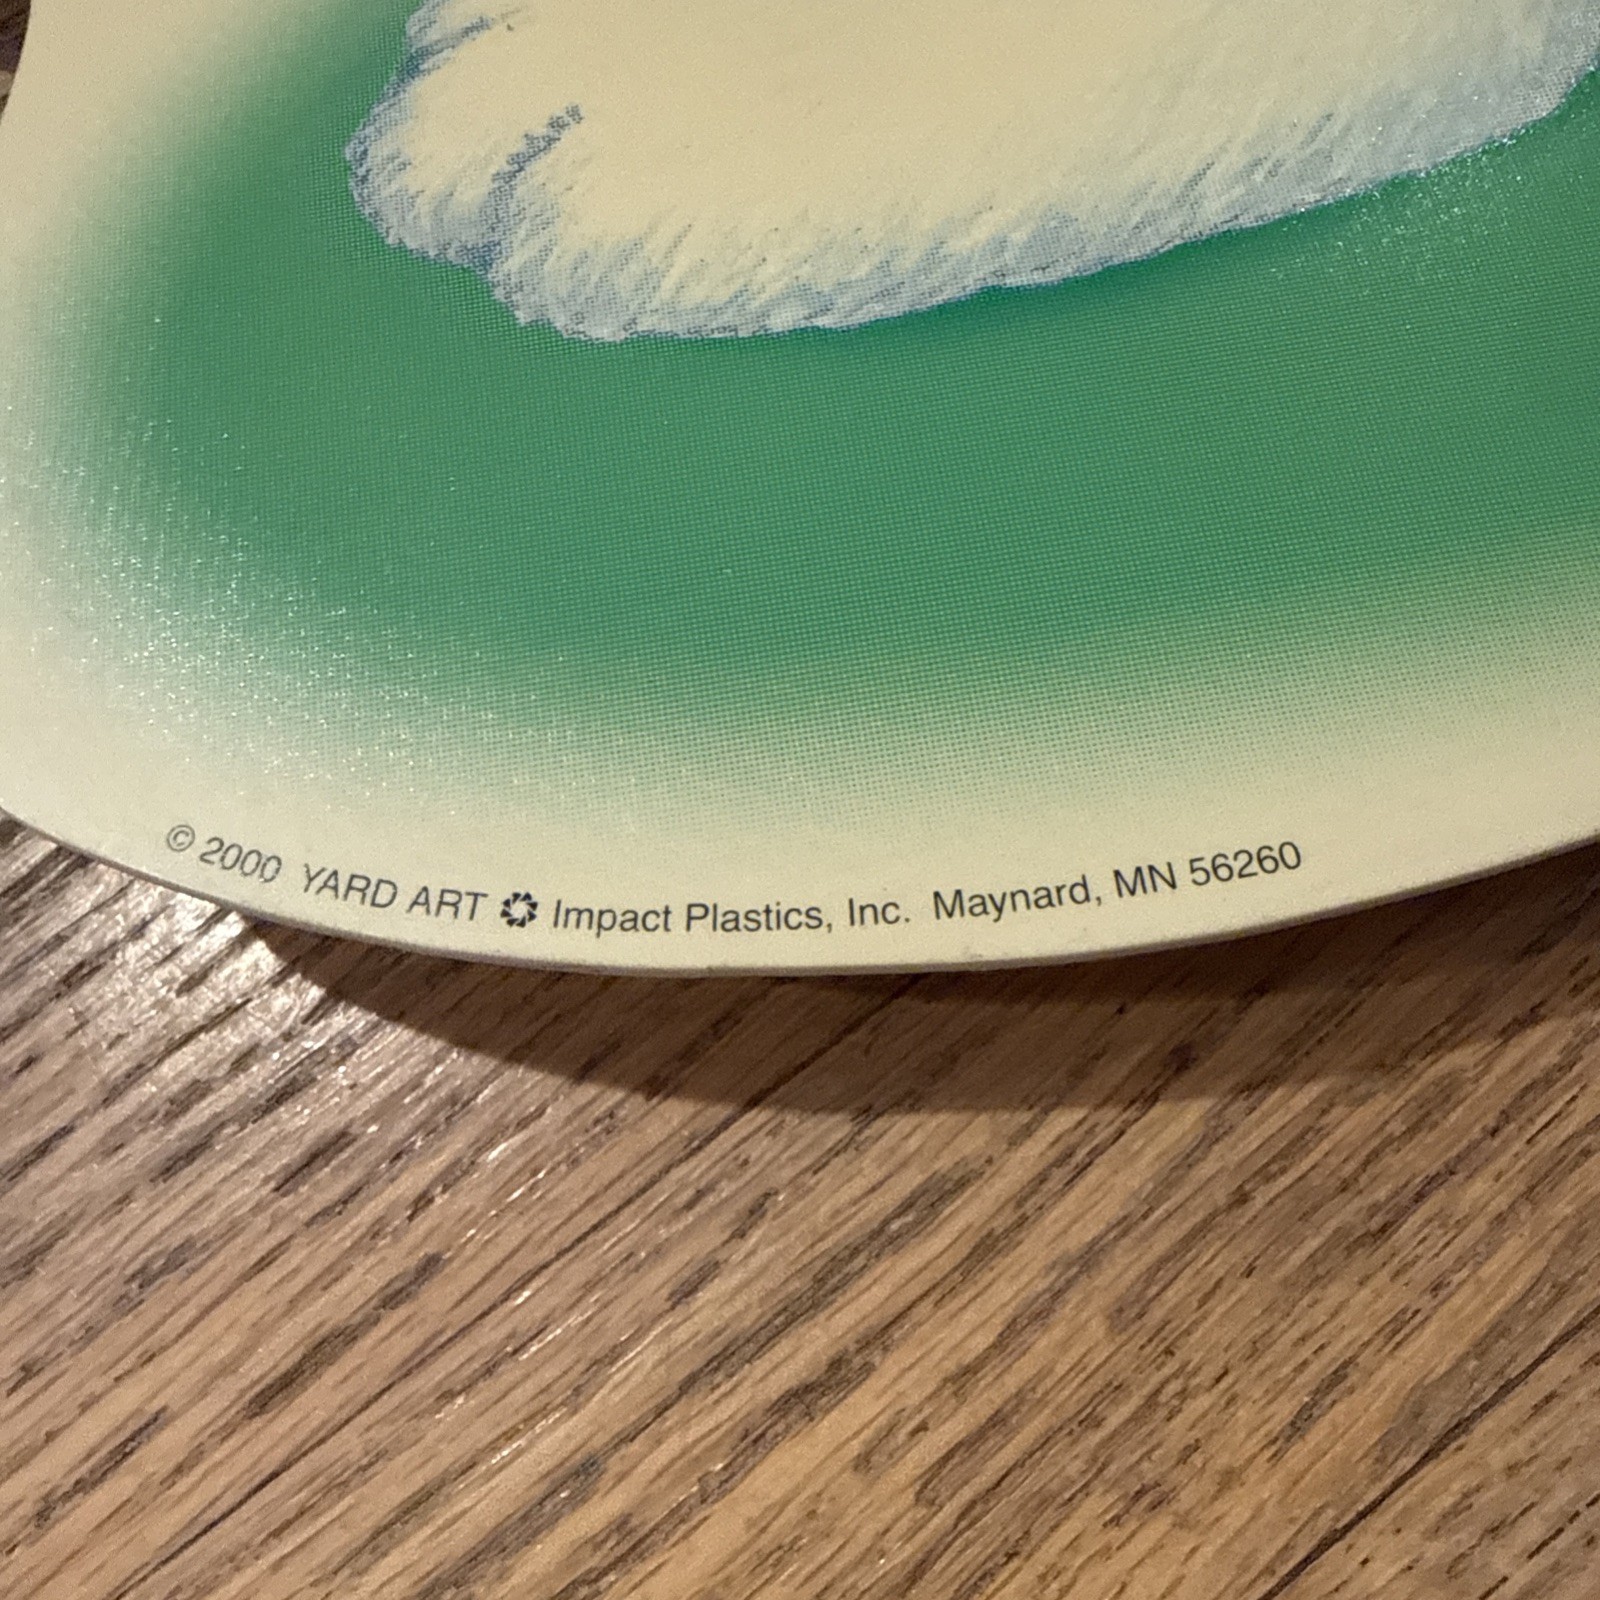 © 2000 YARD ART Impact Plastics, Inc. Maynard, MN 56260